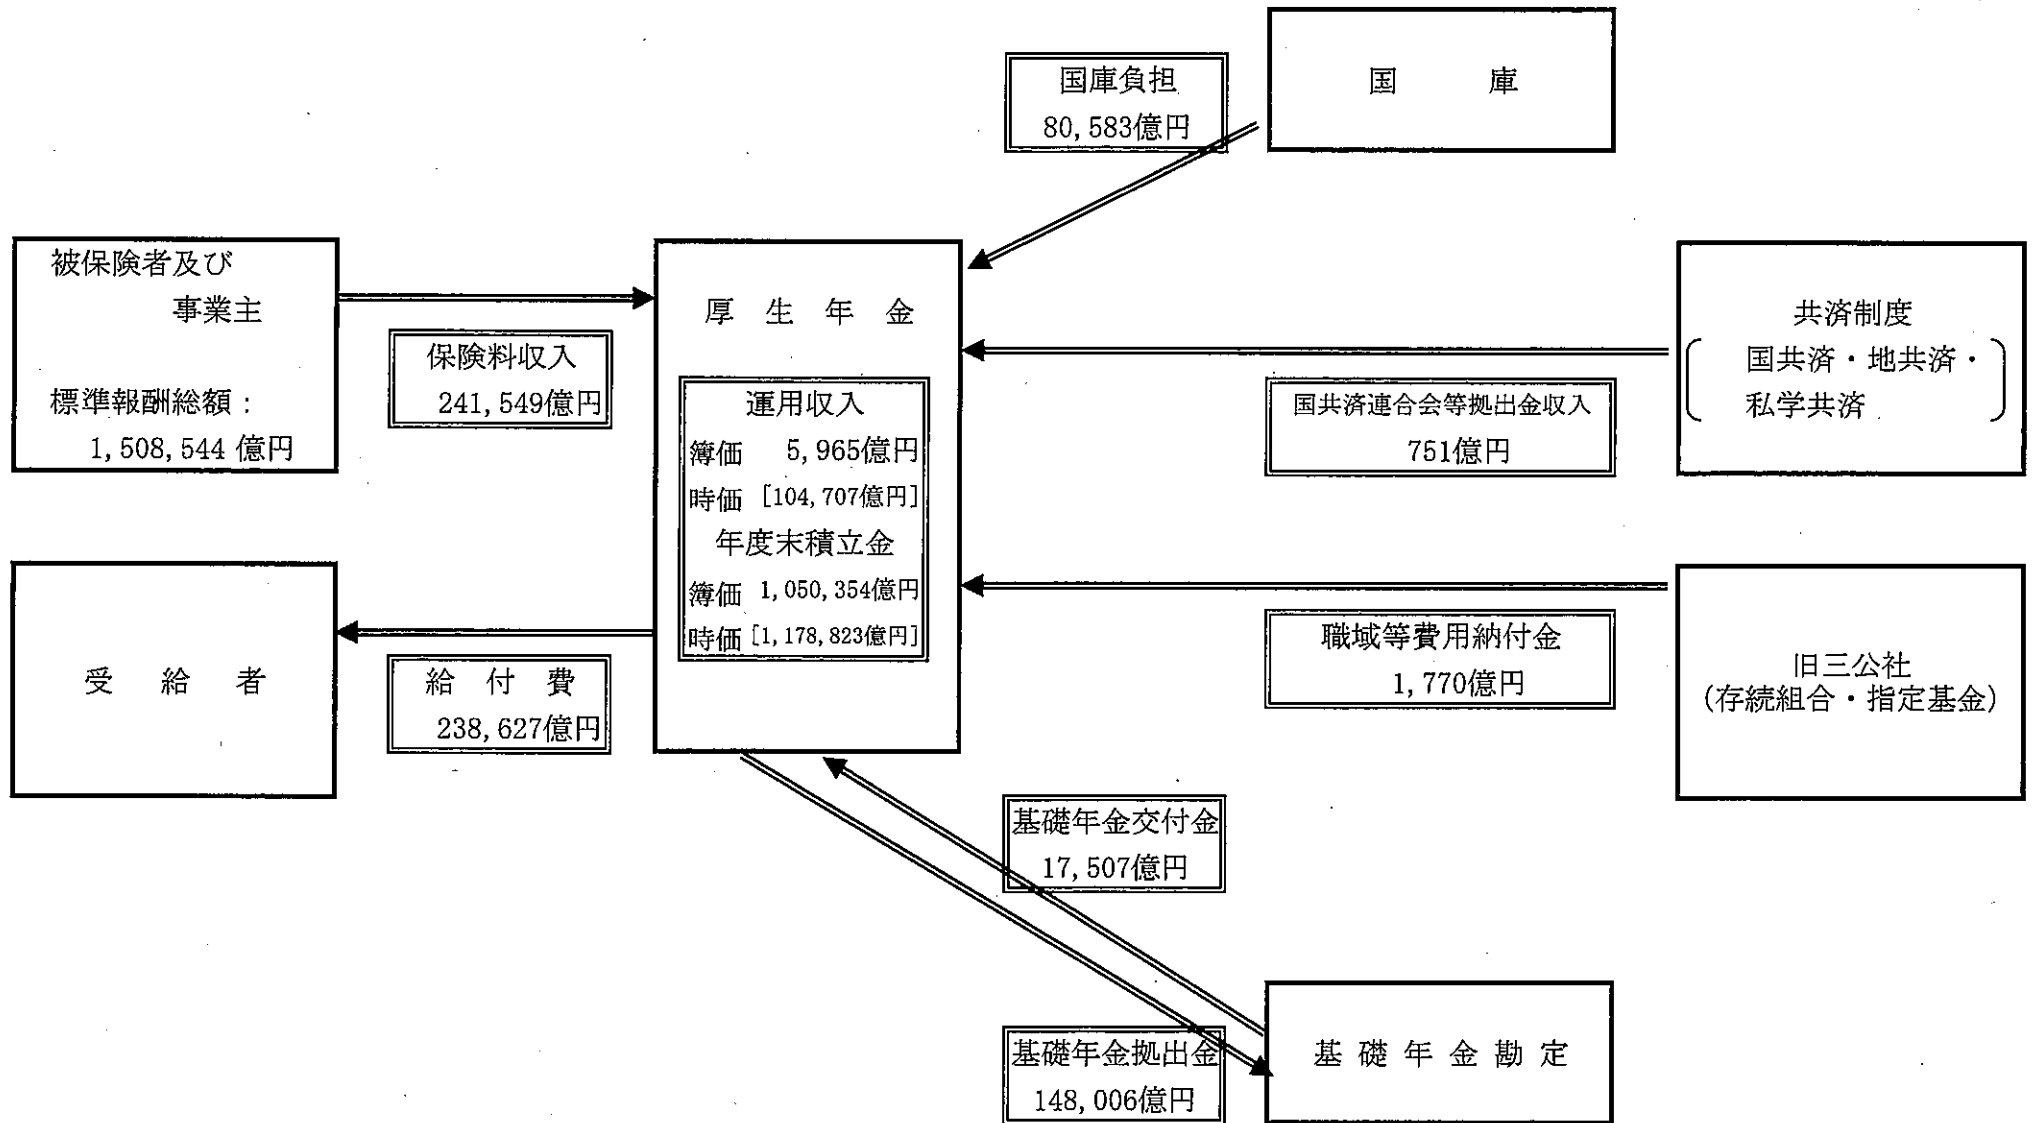 国庫負担
80,583億円
国　　庫
被保険者及び
事業主
標準報酬総額：
1,508,544 億円
保険料収入
241,549億円
厚 生 年 金
運用収入
簿価　5,965億円
時価 [104,707億円]
年度末積立金
簿価 1,050,354億円
時価 [1,178,823億円]
共済制度
国共済・地共済・
私学共済
国共済連合会等拠出金収入
751億円
受　給　者
給　付　費
238,627億円
職域等費用納付金
1,770億円
旧三公社
(存続組合・指定基金)
基礎年金交付金
17,507億円
基礎年金拠出金
148,006億円
基 礎 年 金 勘 定